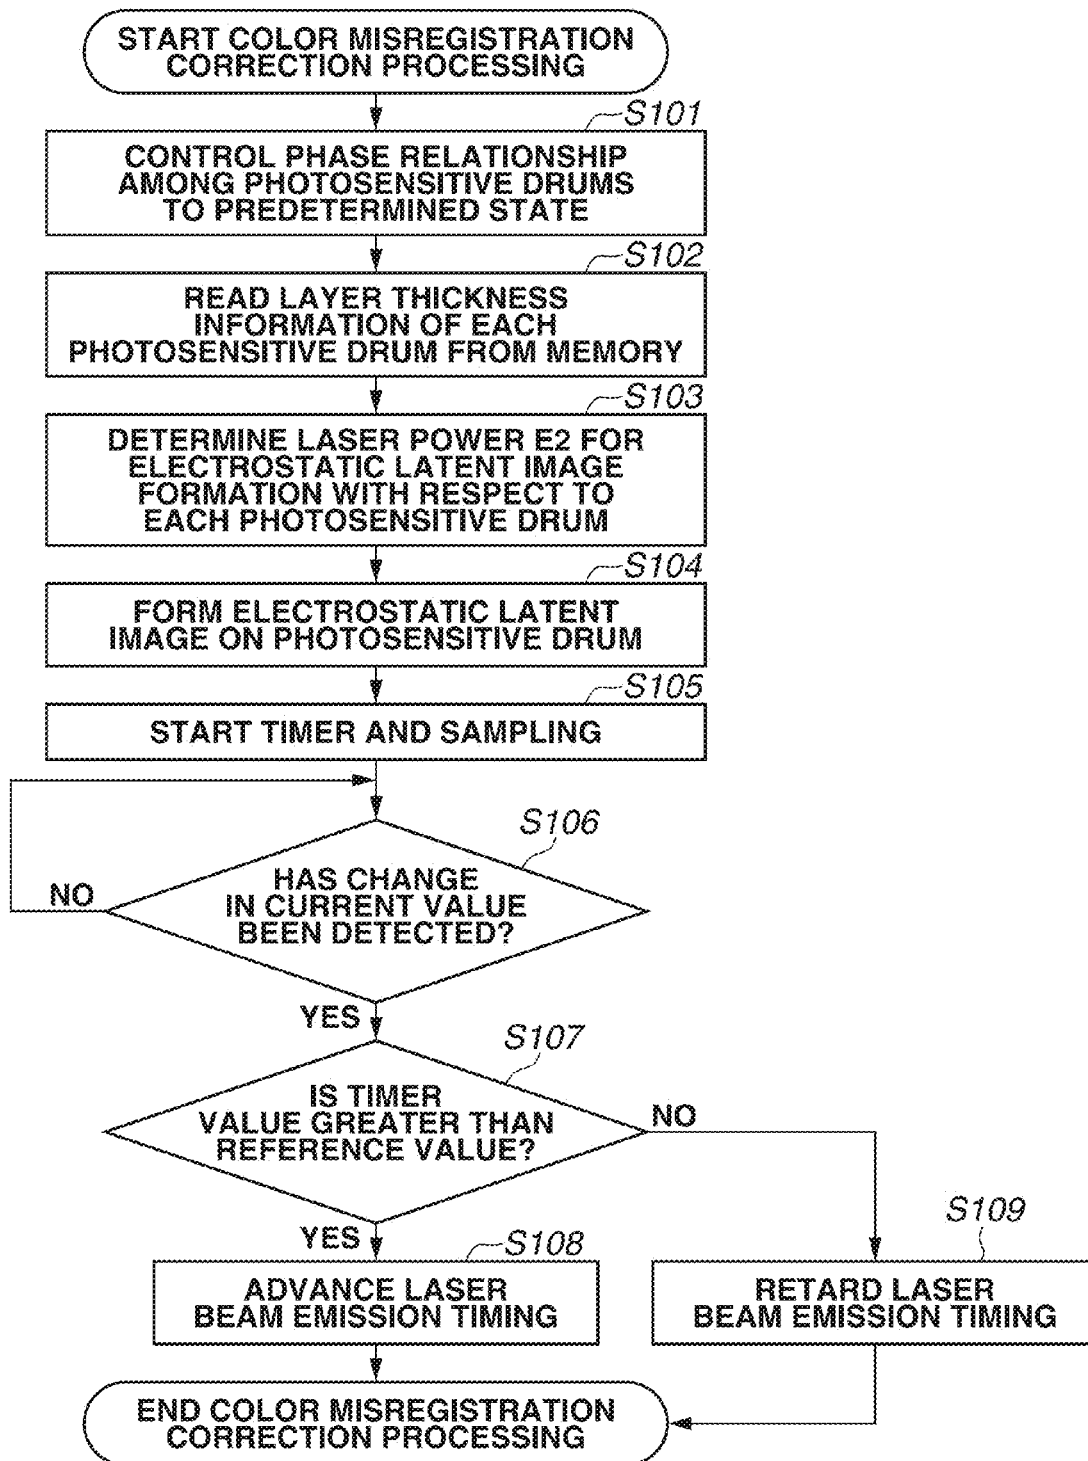 START COLOR MISREGISTRATION
CORRECTION PROCESSING
S101
CONTROL PHASE RELATIONSHIP
AMONG PHOTOSENSITIVE DRUMS
TO PREDETERMINED STATE
S102
READ LAYER THICKNESS
INFORMATION OF EACH
PHOTOSENSITIVE DRUM FROM MEMORY
S103
DETERMINE LASER POWER E2 FOR
ELECTROSTATIC LATENT IMAGE
FORMATION WITH RESPECT TO
EACH PHOTOSENSITIVE DRUM
S104
FORM ELECTROSTATIC LATENT
IMAGE ON PHOTOSENSITIVE DRUM
S105
START TIMER AND SAMPLING
S106
HAS CHANGE
IN CURRENT VALUE
BEEN DETECTED?
NO
YES
S107
IS TIMER
VALUE GREATER THAN
REFERENCE VALUE?
NO
YES
S108
ADVANCE LASER
BEAM EMISSION TIMING
S109
RETARD LASER
BEAM EMISSION TIMING
END COLOR MISREGISTRATION
CORRECTION PROCESSING